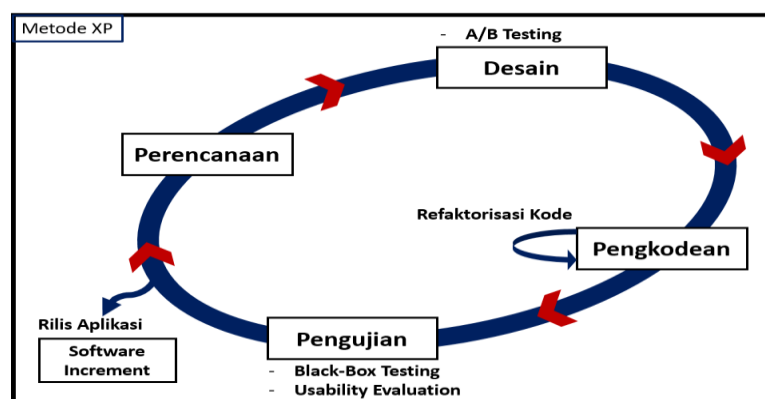 Metode XP
- A/B Testing
Desain
Perencanaan
Refaktorisasi Kode
Pengkodean
Rilis Aplikasi
Software
Increment
Pengujian
- Black-Box Testing
- Usability Evaluation